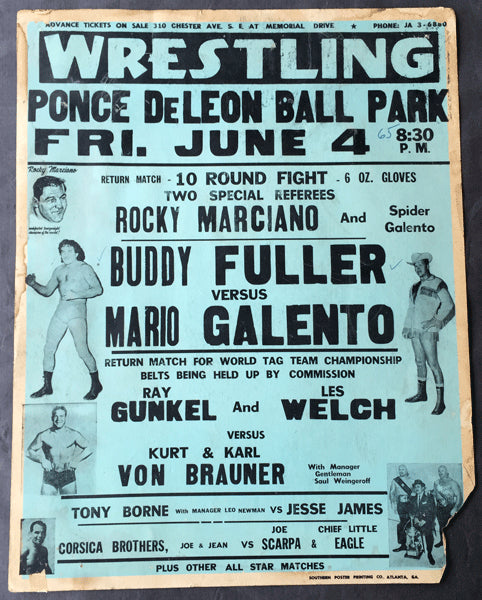 ADVANCE TICKETS ON SALE 310 CHESTER AVE. S. E. AT MEMORIAL DRIVE ★ PHONE: JA 3-6840
WRESTLING
PONCE DELEON BALL PARK
FRI. JUNE 4 65 8:30 P. M.
RETURN MATCH - 10 ROUND FIGHT - 6 OZ. GLOVES
TWO SPECIAL REFEREES
Rocky Marciano
ROCKY MARCIANO And Spider Galento
BUDDY FULLER
VERSUS
MARIO GALENTO
RETURN MATCH FOR WORLD TAG TEAM CHAMPIONSHIP
BELTS BEING HELD UP BY COMMISSION
RAY GUNKEL And LES WELCH
VERSUS
KURT & KARL
VON BRAUNER
With Manager
Gentleman
Saul Weingeroff
TONY BORNE WITH MANAGER LEO NEWMAN VS JESSE JAMES
CORSICA BROTHERS, JOE & JEAN VS JOE SCARPA & CHIEF LITTLE EAGLE
PLUS OTHER ALL STAR MATCHES
SOUTHERN POSTER PRINTING CO. ATLANTA, GA.